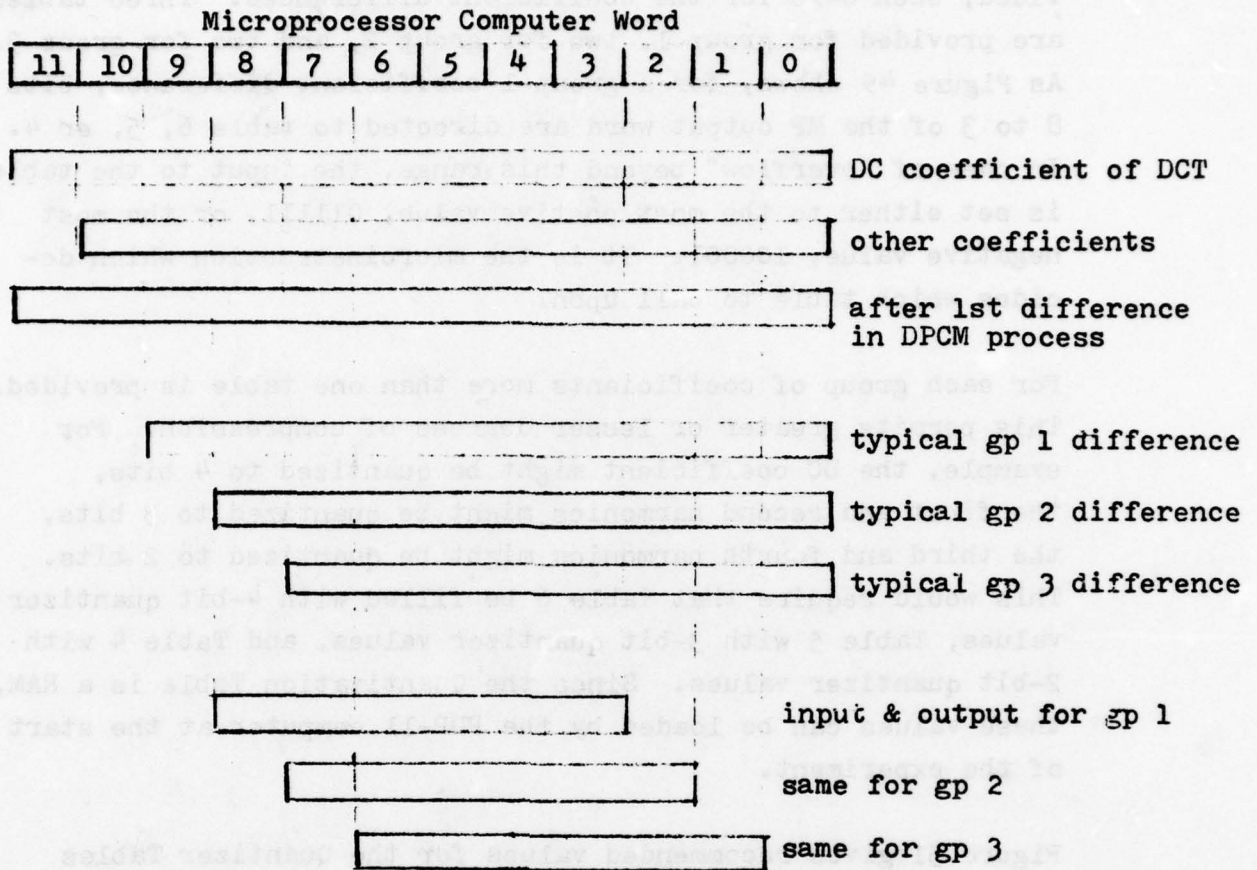 Microprocessor Computer Word
11 10 9 8 7 6 5 4 3 2 1 0
DC coefficient of DCT
other coefficients
after 1st difference
in DPCM process
typical gp 1 difference
typical gp 2 difference
typical gp 3 difference
input & output for gp 1
same for gp 2
same for gp 3